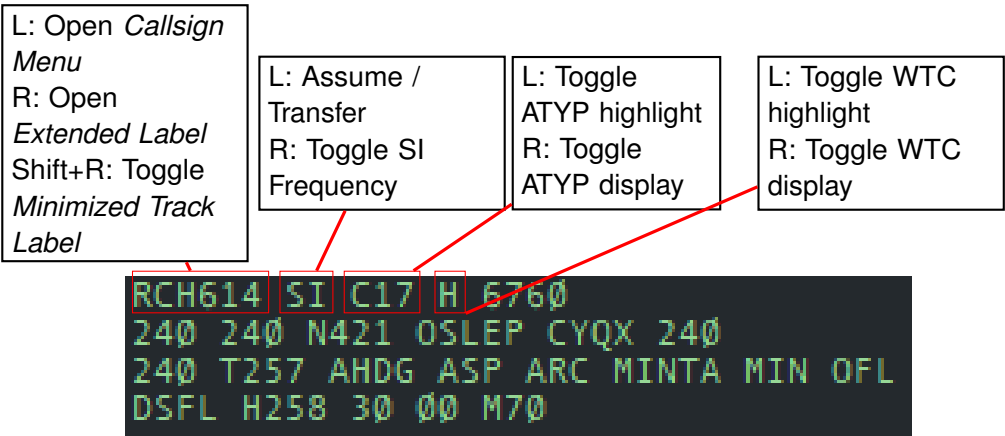 L: Open Callsign
Menu
R: Open
Extended Label
Shift+R: Toggle
Minimized Track
Label
L: Assume /
Transfer
R: Toggle SI
Frequency
L: Toggle
ATYP highlight
R: Toggle
ATYP display
L: Toggle WTC
highlight
R: Toggle WTC
display
RCH614 SI C17 H 6760
240 240 N421 OSLEP CYQX 240
240 T257 AHDG ASP ARC MINTA MIN OFL
DSFL H258 30 00 M70